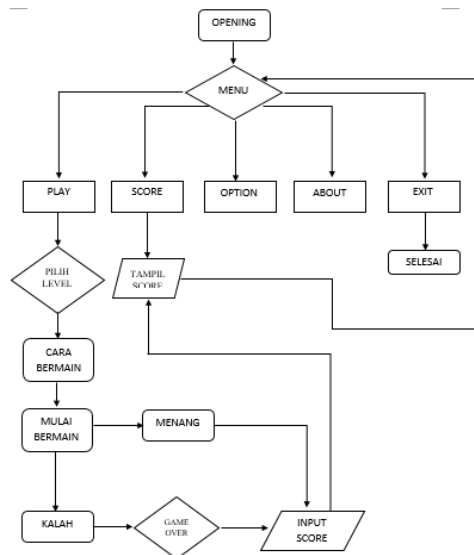 OPENING
MENU
PLAY
SCORE
OPTION
ABOUT
EXIT
SELESAI
PILIH
LEVEL
TAMPIL
SCORE
CARA
BERMAIN
MULAI
BERMAIN
MENANG
KALAH
GAME
OVER
INPUT
SCORE